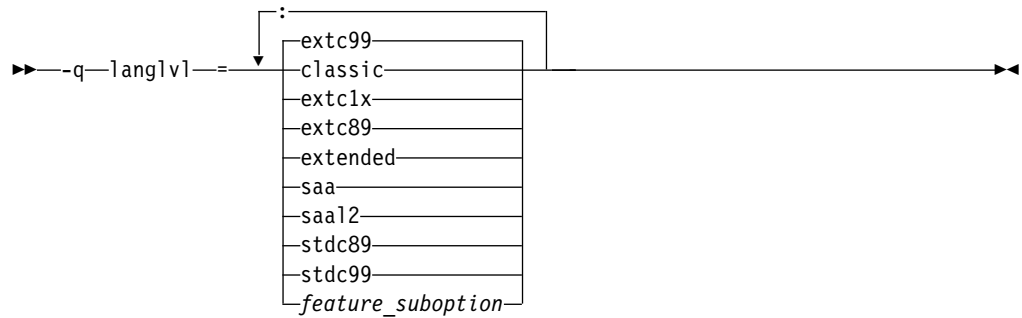 :
extc99
-q langlvl = classic
extc1x
extc89
extended
saa
saal2
stdc89
stdc99
feature_suboption